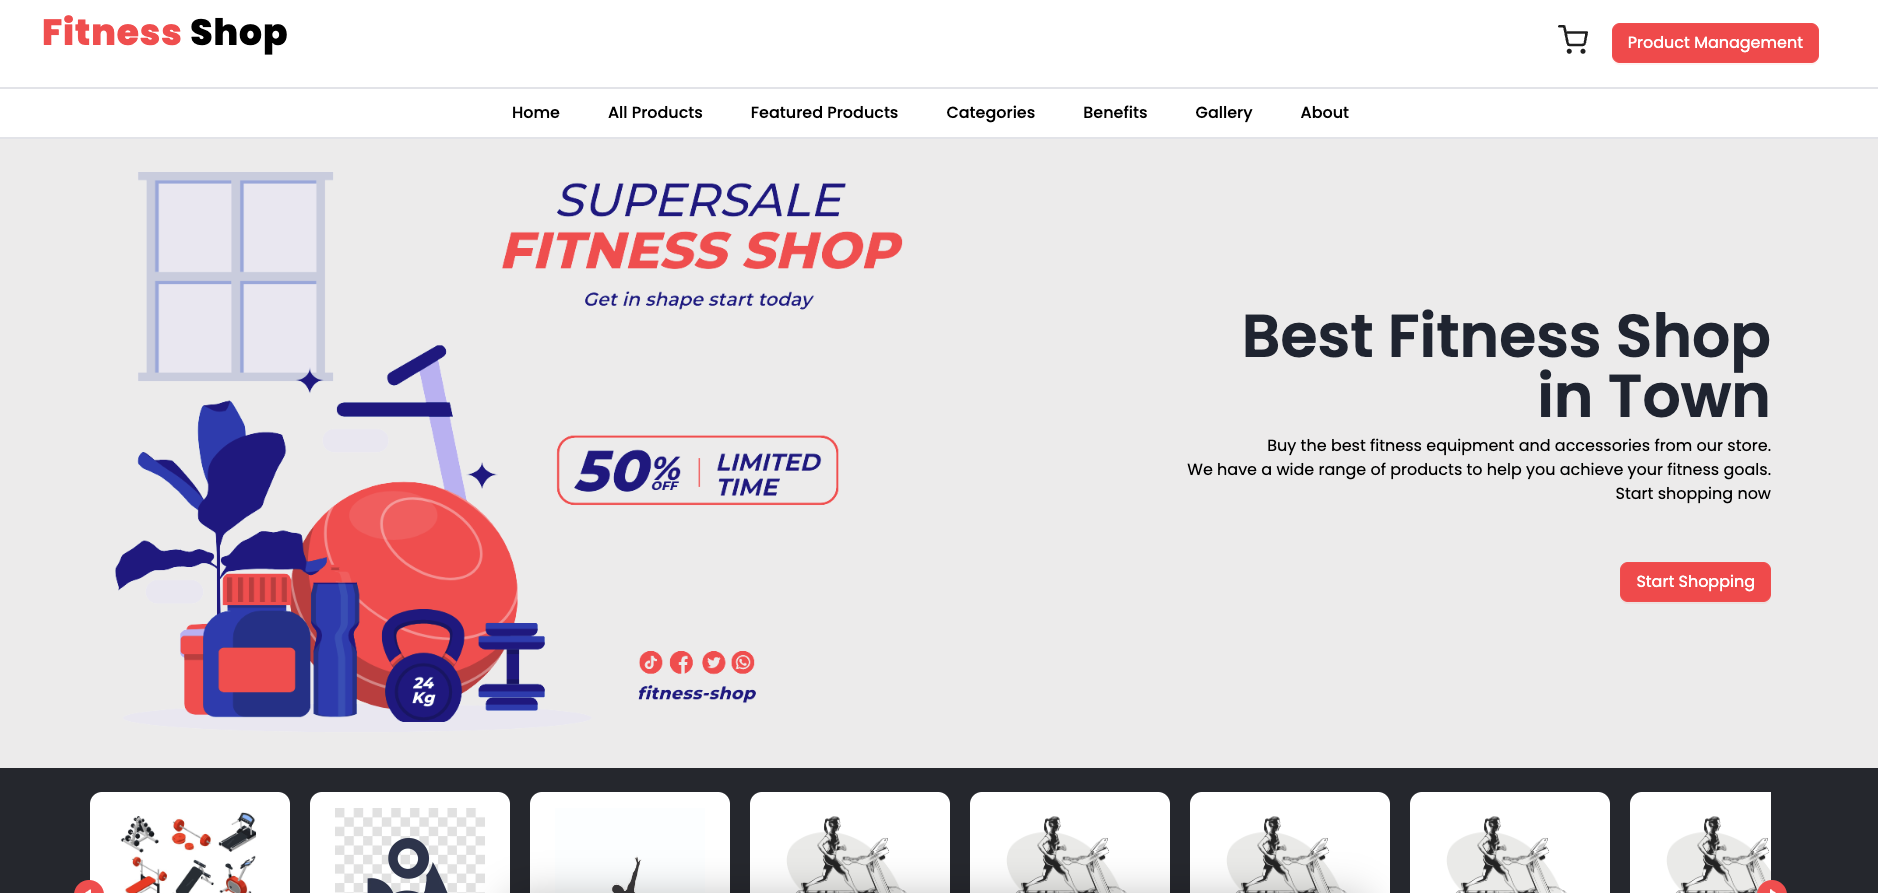 Fitness Shop
Product Management
Home
All Products
Featured Products
Categories
Benefits
Gallery
About
SUPERSALE
FITNESS SHOP
Get in shape start today
50% OFF
LIMITED
TIME
24
Kg
fitness-shop
Best Fitness Shop
in Town
Buy the best fitness equipment and accessories from our store.
We have a wide range of products to help you achieve your fitness goals.
Start shopping now
Start Shopping